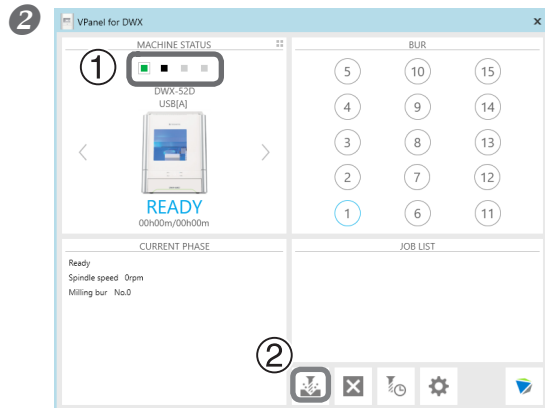 2
VPanel for DWX
MACHINE STATUS
1
DWX-52D
USB[A]
READY
00h00m/00h00m
BUR
5 10 15
4 9 14
3 8 13
2 7 12
1 6 11
CURRENT PHASE
Ready
Spindle speed 0rpm
Milling bur No.0
JOB LIST
2